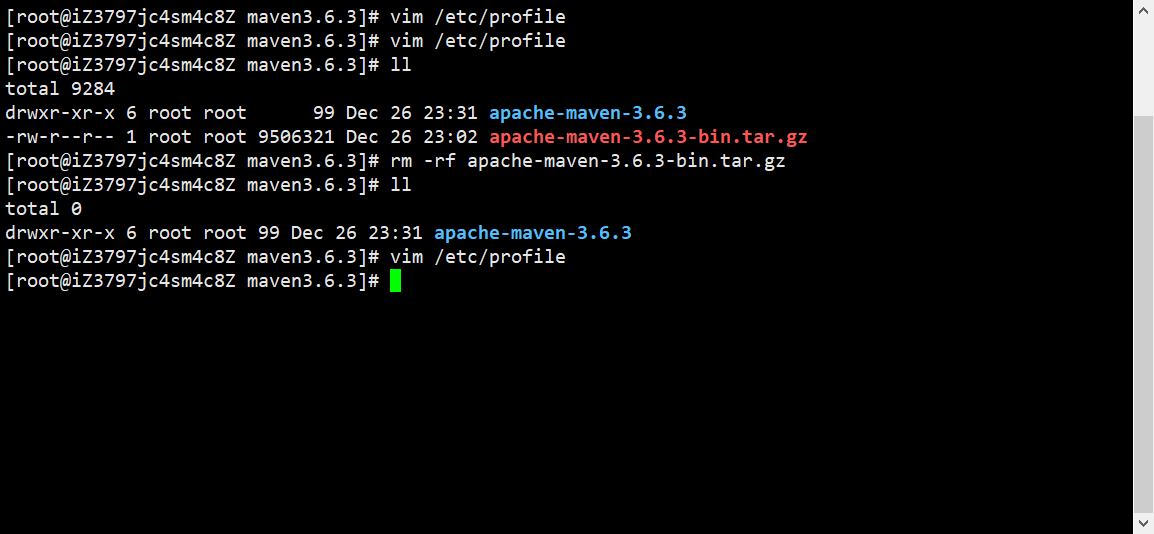 [root@iZ3797jc4sm4c8Z maven3.6.3]# vim /etc/profile
[root@iZ3797jc4sm4c8Z maven3.6.3]# vim /etc/profile
[root@iZ3797jc4sm4c8Z maven3.6.3]# ll
total 9284
drwxr-xr-x 6 root root      99 Dec 26 23:31 apache-maven-3.6.3
-rw-r--r-- 1 root root 9506321 Dec 26 23:02 apache-maven-3.6.3-bin.tar.gz
[root@iZ3797jc4sm4c8Z maven3.6.3]# rm -rf apache-maven-3.6.3-bin.tar.gz
[root@iZ3797jc4sm4c8Z maven3.6.3]# ll
total 0
drwxr-xr-x 6 root root 99 Dec 26 23:31 apache-maven-3.6.3
[root@iZ3797jc4sm4c8Z maven3.6.3]# vim /etc/profile
[root@iZ3797jc4sm4c8Z maven3.6.3]#